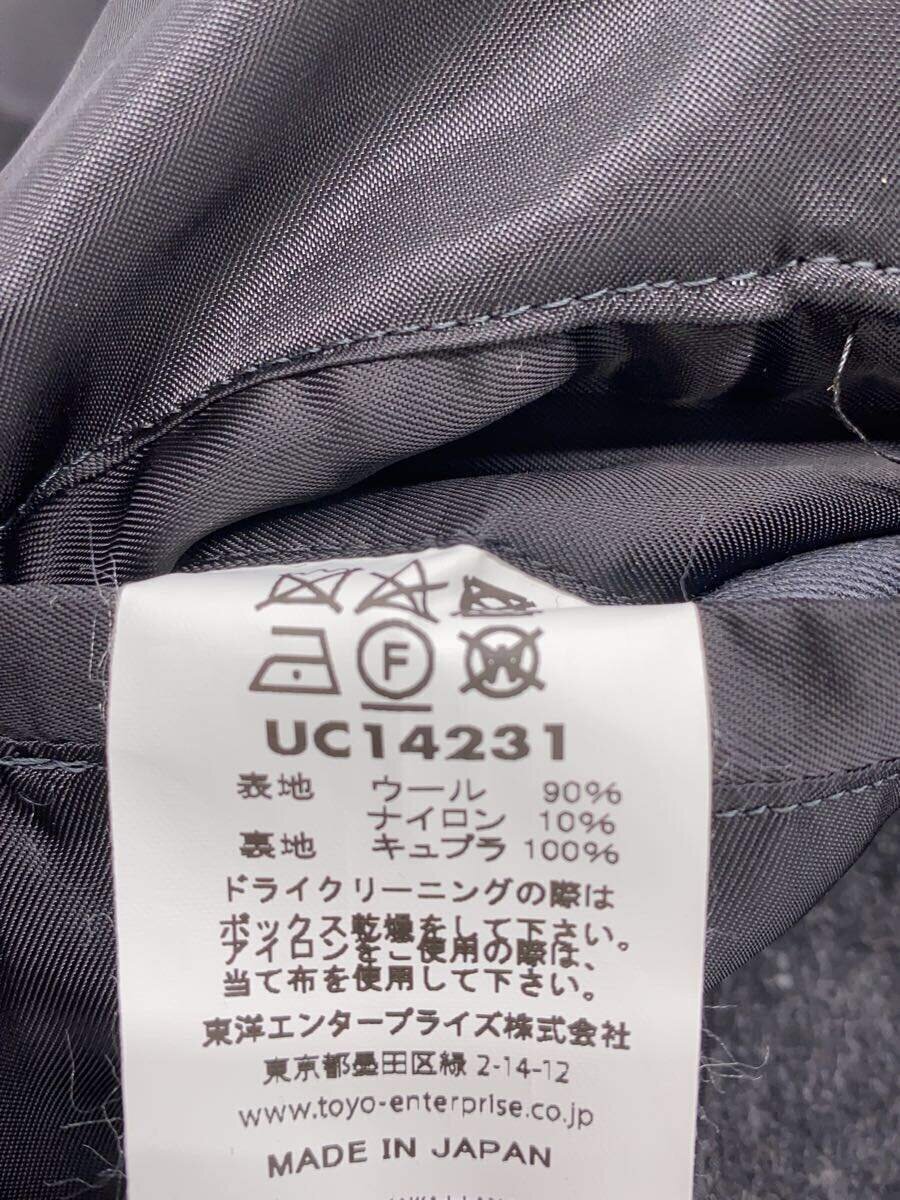 F
UC14231
表地 ウール 90%
ナイロン 10%
裏地 キュプラ 100%
ドライクリーニングの際は
ボックス乾燥をして下さい。
アイロンをご使用の際は、
当て布を使用して下さい。
東洋エンタープライズ株式会社
東京都墨田区緑 2-14-12
www.toyo-enterprise.co.jp
MADE IN JAPAN